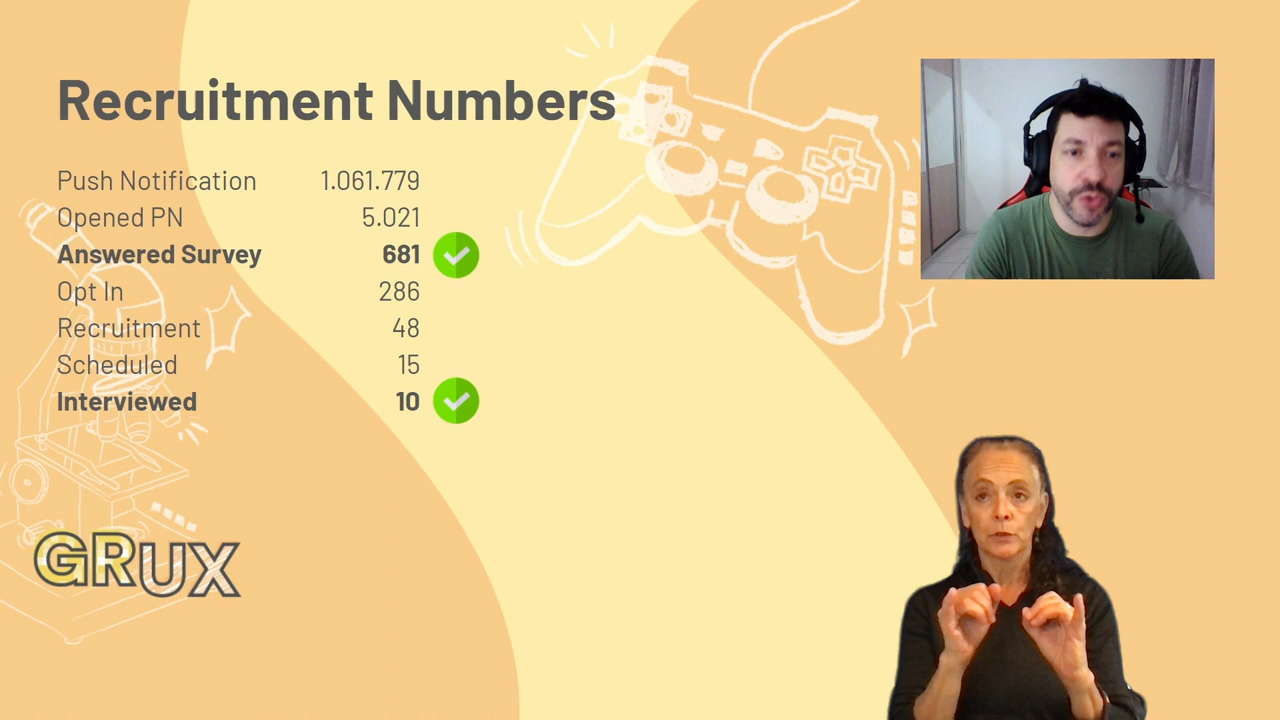 Recruitment Numbers
Push Notification 1.061.779
Opened PN 5.021
Answered Survey 681
Opt In 286
Recruitment 48
Scheduled 15
Interviewed 10
GRUX